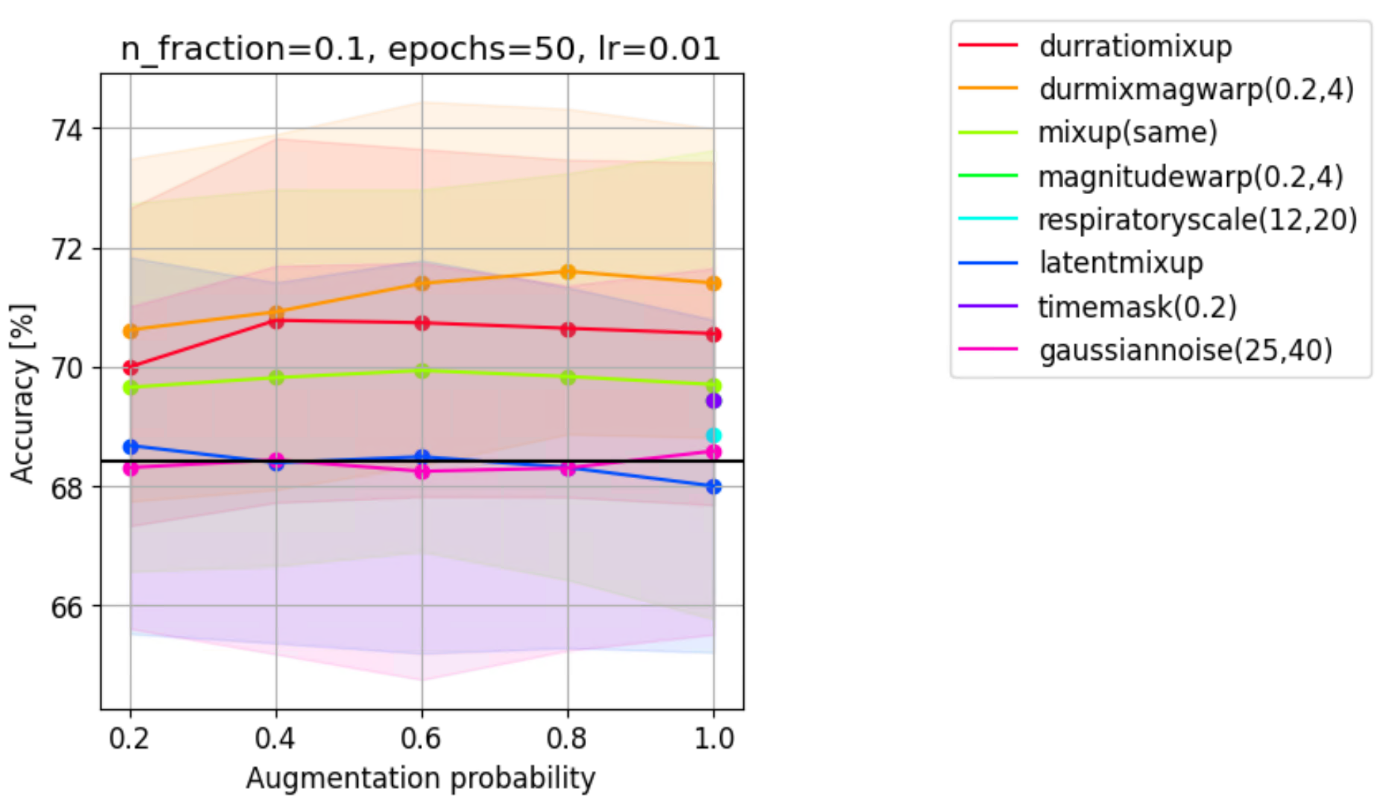 n_fraction=0.1, epochs=50, lr=0.01
74
72
70
68
66
Accuracy [%]
0.2 0.4 0.6 0.8 1.0
Augmentation probability
durratiomixup
durmixmagwarp(0.2,4)
mixup(same)
magnitudewarp(0.2,4)
respiratoryscale(12,20)
latentmixup
timemask(0.2)
gaussiannoise(25,40)